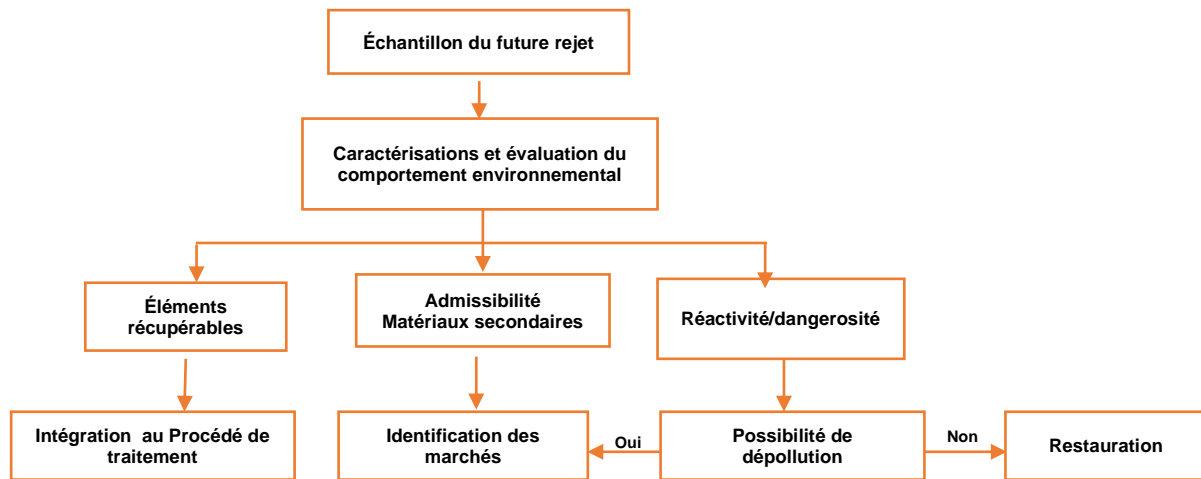 Échantillon du future rejet
Caractérisations et évaluation du
comportement environnemental
Éléments
récupérables
Admissibilité
Matériaux secondaires
Réactivité/dangerosité
Intégration au Procédé de
traitement
Identification des
marchés
Oui
Possibilité de
dépollution
Non
Restauration